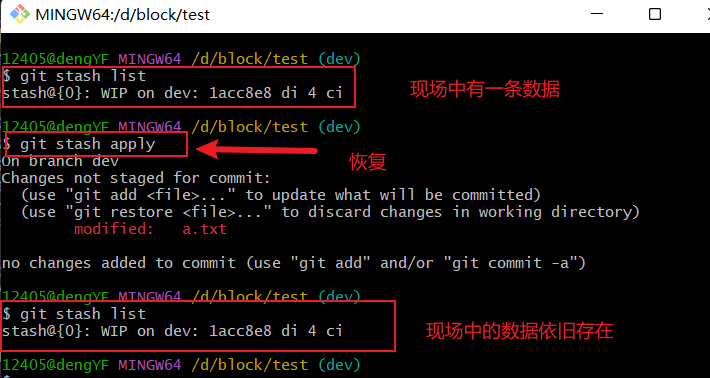 MINGW64:/d/block/test
12405@dengYF MINGW64 /d/block/test (dev)
$ git stash list
stash@{0}: WIP on dev: 1acc8e8 di 4 ci
现场中有一条数据
12405@dengYF MINGW64 /d/block/test (dev)
$ git stash apply
恢复
On branch dev
Changes not staged for commit:
(use "git add <file>..." to update what will be committed)
(use "git restore <file>..." to discard changes in working directory)
modified: a.txt
no changes added to commit (use "git add" and/or "git commit -a")
12405@dengYF MINGW64 /d/block/test (dev)
$ git stash list
stash@{0}: WIP on dev: 1acc8e8 di 4 ci
现场中的数据依旧存在
12405@dengYF MINGW64 /d/block/test (dev)